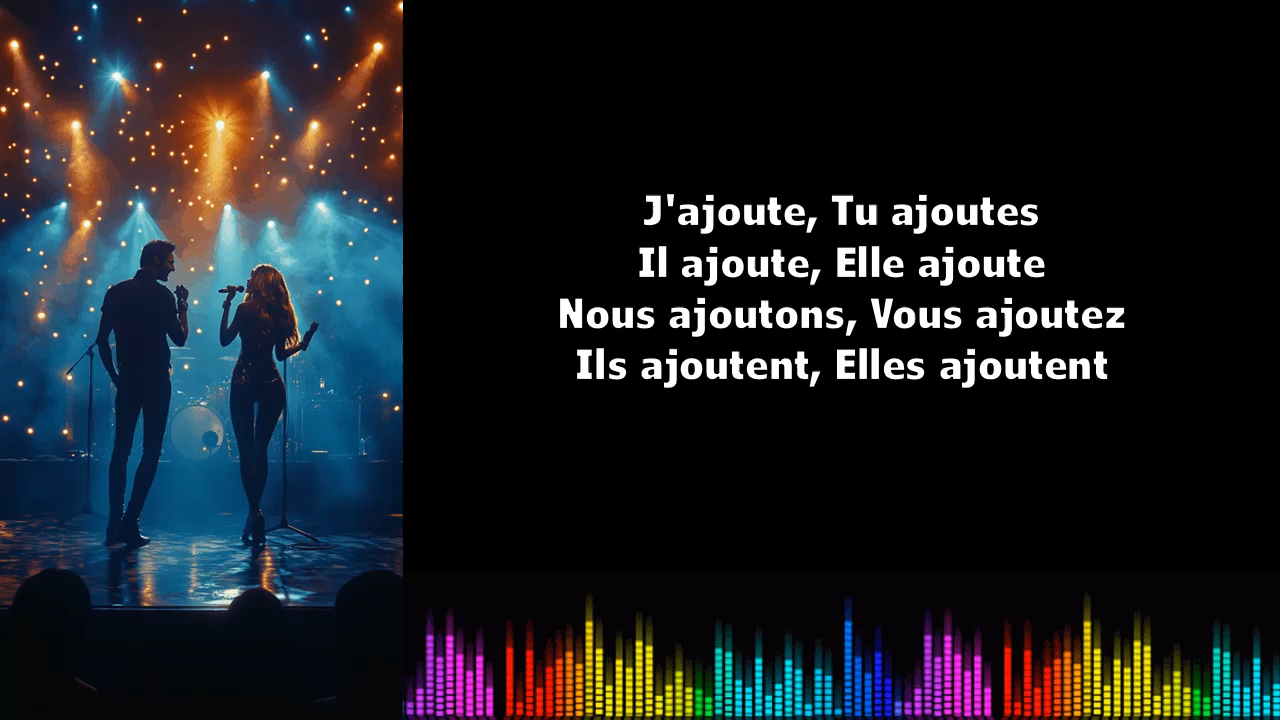 J'ajoute, Tu ajoutes
Il ajoute, Elle ajoute
Nous ajoutons, Vous ajoutez
Ils ajoutent, Elles ajoutent